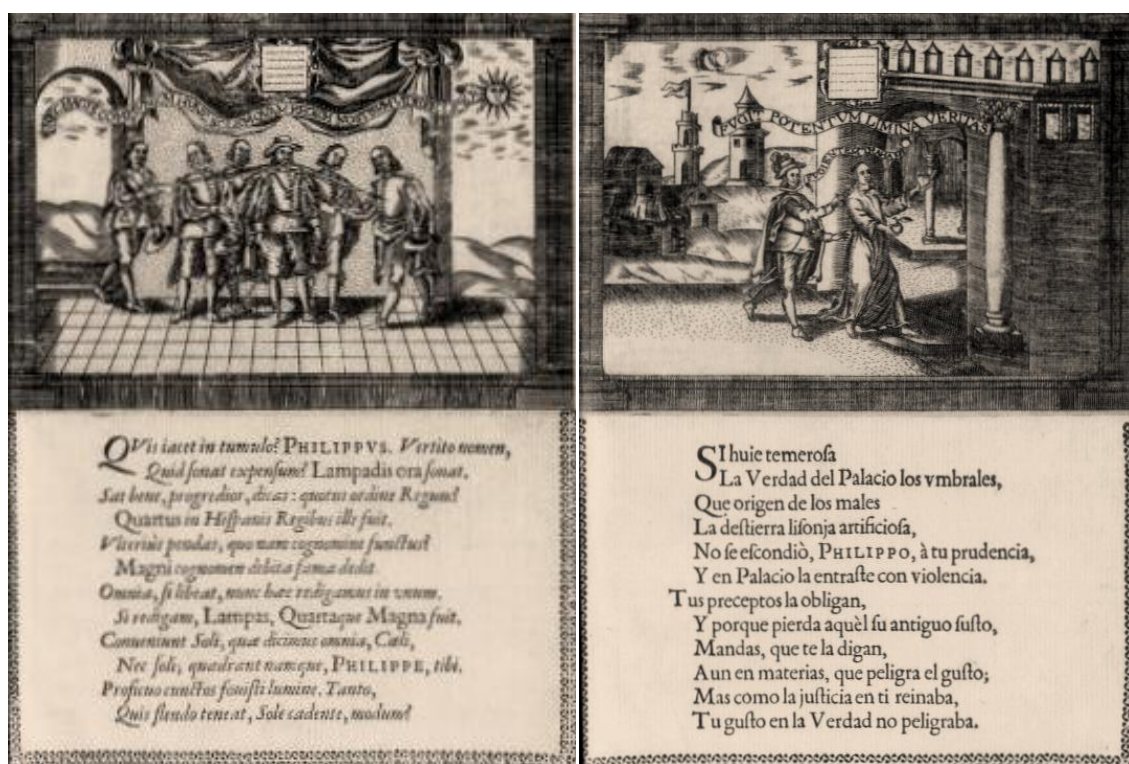 FVGIT POTENTUM LIMINA VERITAS
QVis iacet in tumulo? PHILIPPVS. Vertito nomen,
Quid sonat expensum? Lampadis ora sonat.
Sat bene, progredior, dicas: quotus ordine Regum?
Quartus in Hispanis Regibus ille fuit.
Vlterius pendas, quo nam cognomine functus?
Magni cognomen debita fama dedit
Omnia, si libeat, nunc hæc redigamus in vnum.
Si redigam, Lampas, Quartaque Magna fuit.
Conueniunt Soli, quæ dicimus omnia, Cæli,
Nec soli, quadrant namque, PHILIPPE, tibi.
Proficuo cunctos fouisti lumine. Tanto,
Quis flendo teneat, Sole cadente, modum?
SI huie temerosa
La Verdad del Palacio los vmbrales,
Que origen de los males
La destierra lisonja artificiosa,
No se escondiò, PHILIPPO, à tu prudencia,
Y en Palacio la entraste con violencia.
Tus preceptos la obligan,
Y porque pierda aquèl su antiguo susto,
Mandas, que te la digan,
Aun en materias, que peligra el gusto;
Mas como la justicia en ti reinaba,
Tu gusto en la Verdad no peligraba.